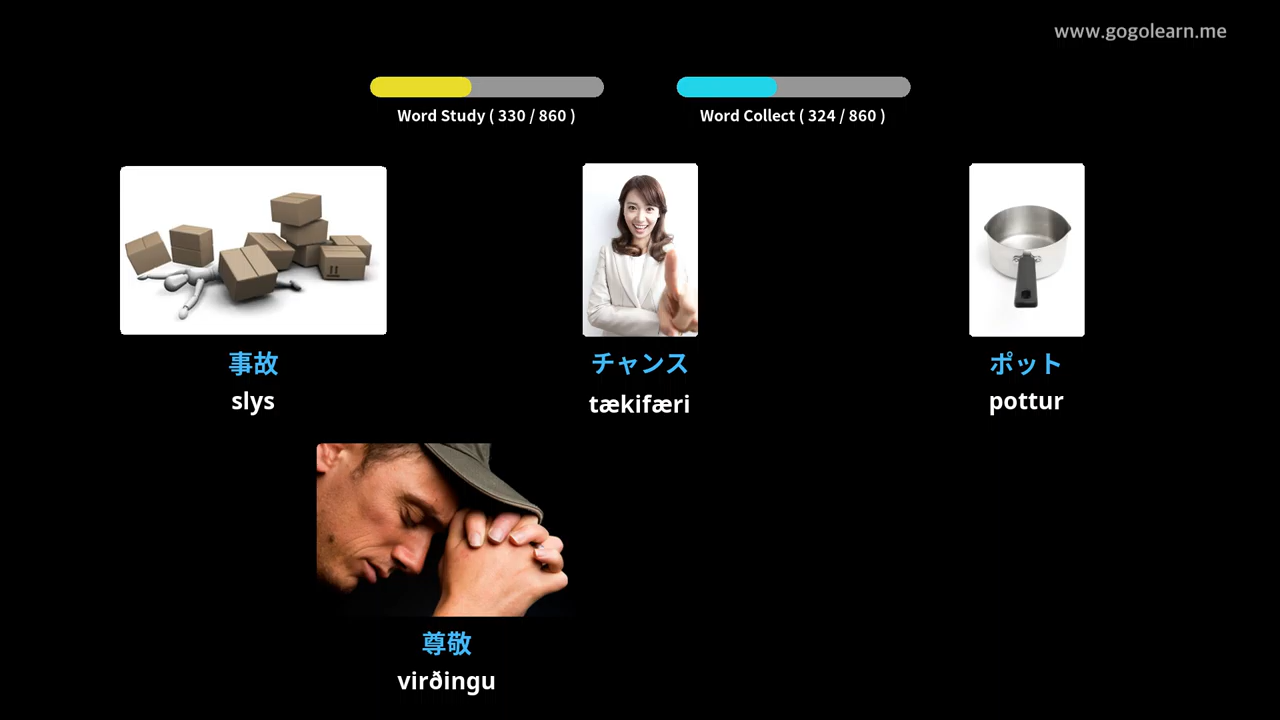 www.gogolearn.me
Word Study ( 330 / 860 )
Word Collect ( 324 / 860 )
事故
slys
チャンス
tækifæri
ポット
pottur
尊敬
virðingu